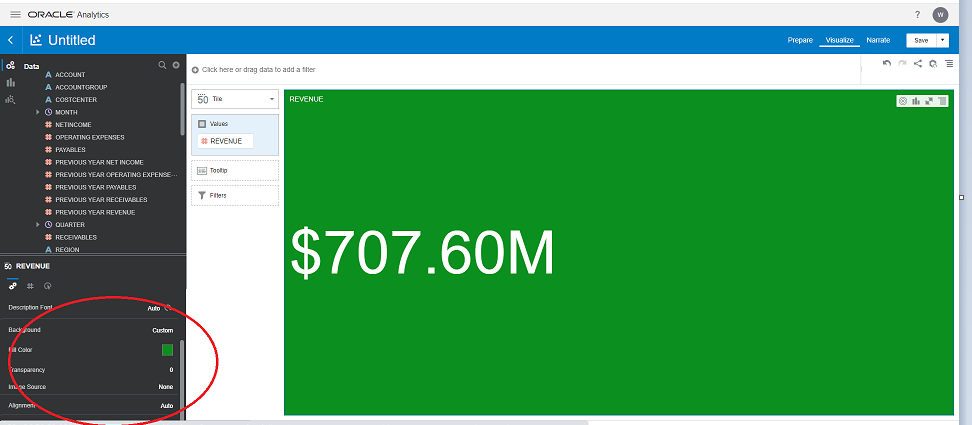 ORACLE Analytics
? W
Untitled
Prepare Visualize Narrate Save
Data
ACCOUNT
ACCOUNTGROUP
COSTCENTER
MONTH
NETINCOME
OPERATING EXPENSES
PAYABLES
PREVIOUS YEAR NET INCOME
PREVIOUS YEAR OPERATING EXPENSE...
PREVIOUS YEAR PAYABLES
PREVIOUS YEAR RECEIVABLES
PREVIOUS YEAR REVENUE
QUARTER
RECEIVABLES
REGION
50 REVENUE
Description Font Auto
Background Custom
Fill Color
Transparency 0
Image Source None
Alignment Auto
Click here or drag data to add a filter
50 Tile
Values
REVENUE
Tooltip
Filters
REVENUE
$707.60M